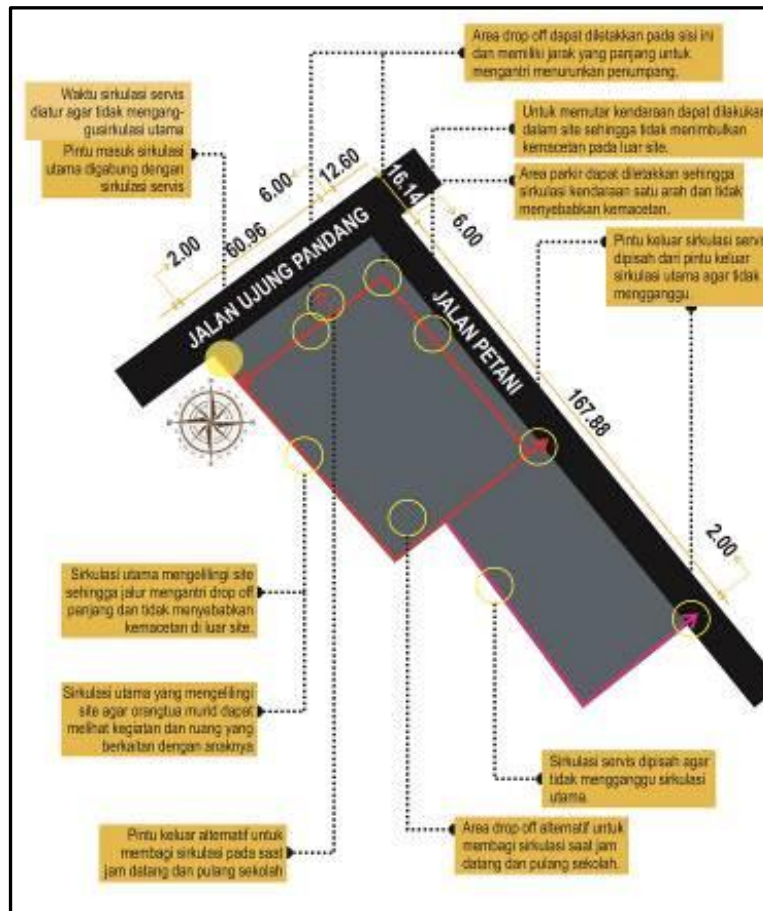 Area drop off dapat diletakkan pada sisi ini
dan memiliki jarak yang panjang untuk
mengantri menurunkan penumpang.
Waktu sirkulasi servis
diatur agar tidak mengang-
gusirkulasi utama
Pintu masuk sirkulasi
utama digabung dengan
sirkulasi servis
Untuk memutar kendaraan dapat dilakukan
dalam site sehingga tidak menimbulkan
kemacetan pada luar site.
Area parkir dapat diletakkan sehingga
sirkulasi kendaraan satu arah dan tidak
menyebabkan kemacetan.
Pintu keluar sirkulasi servis
dipisah dari pintu keluar
sirkulasi utama agar tidak
mengganggu
2.00
60.96
6.00
12.60
16.14
6.00
167.88
2.00
JALAN UJUNG PANDANG
JALAN PETANI
Sirkulasi utama mengelilingi site
sehingga jalur mengantri drop off
panjang dan tidak menyebabkan
kemacetan di luar site.
Sirkulasi utama yang mengelilingi
site agar orangtua murid dapat
melihat kegiatan dan ruang yang
berkaitan dengan anaknya
Sirkulasi servis dipisah agar
tidak mengganggu sirkulasi
utama.
Pintu keluar alternatif untuk
membagi sirkulasi pada saat
jam datang dan pulang sekolah
Area drop off alternatif untuk
membagi sirkulasi saat jam
datang dan pulang sekolah.